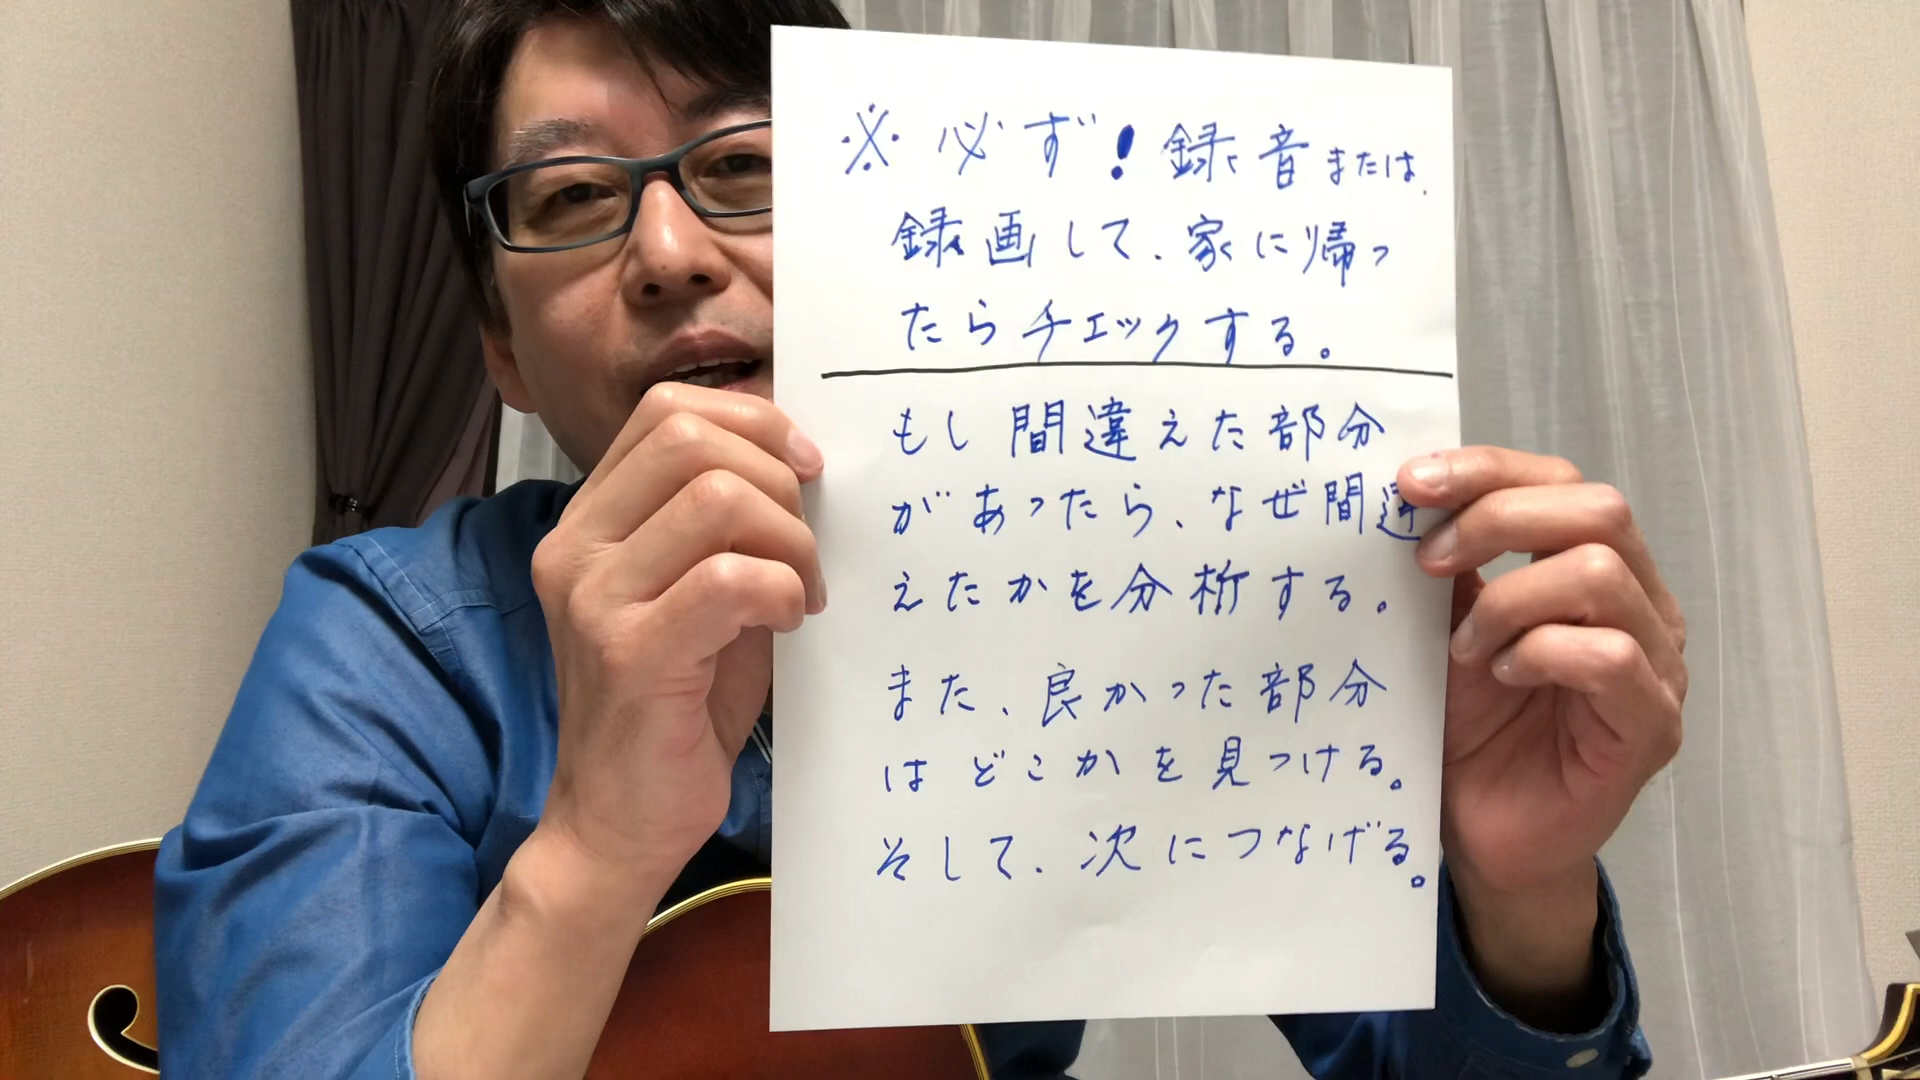 ※必ず!録音または、
録画して、家に帰っ
たらチェックする。
もし間違えた部分
があったら、なぜ間違
えたかを分析する。
また、良かった部分
はどこかを見つける。
そして、次につなげる。